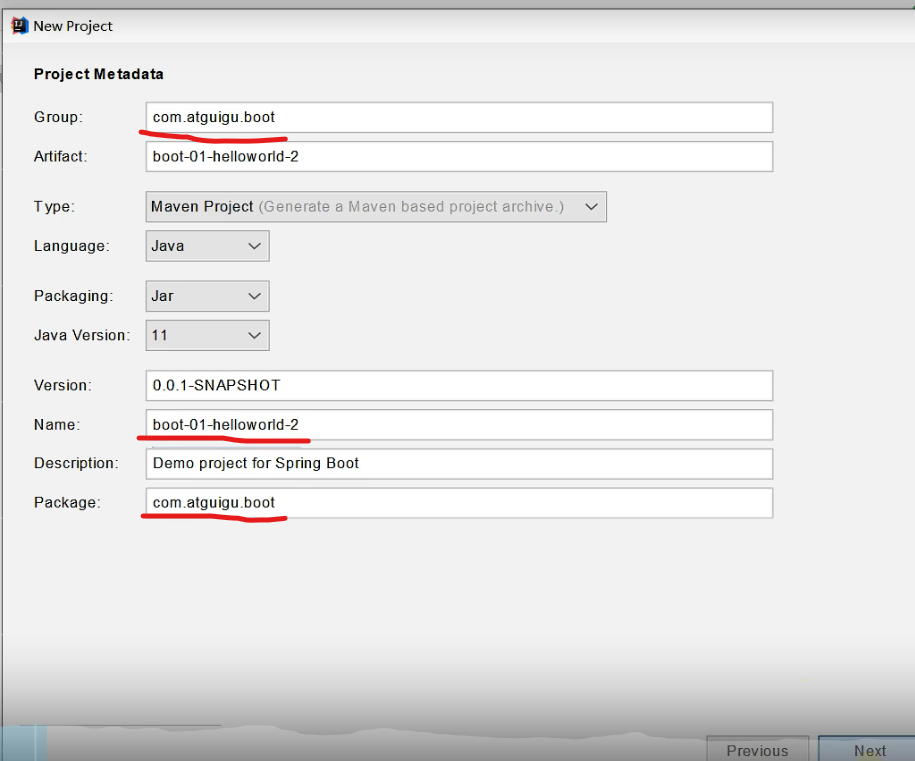 New Project
Project Metadata
Group: com.atguigu.boot
Artifact: boot-01-helloworld-2
Type: Maven Project (Generate a Maven based project archive.)
Language: Java
Packaging: Jar
Java Version: 11
Version: 0.0.1-SNAPSHOT
Name: boot-01-helloworld-2
Description: Demo project for Spring Boot
Package: com.atguigu.boot
Previous Next